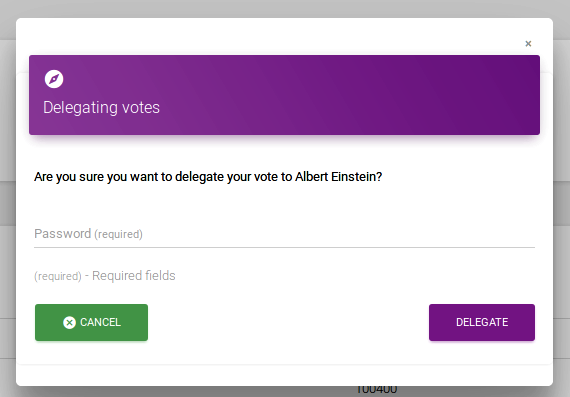 ×
Delegating votes
Are you sure you want to delegate your vote to Albert Einstein?
Password (required)
(required) - Required fields
CANCEL
DELEGATE
100400